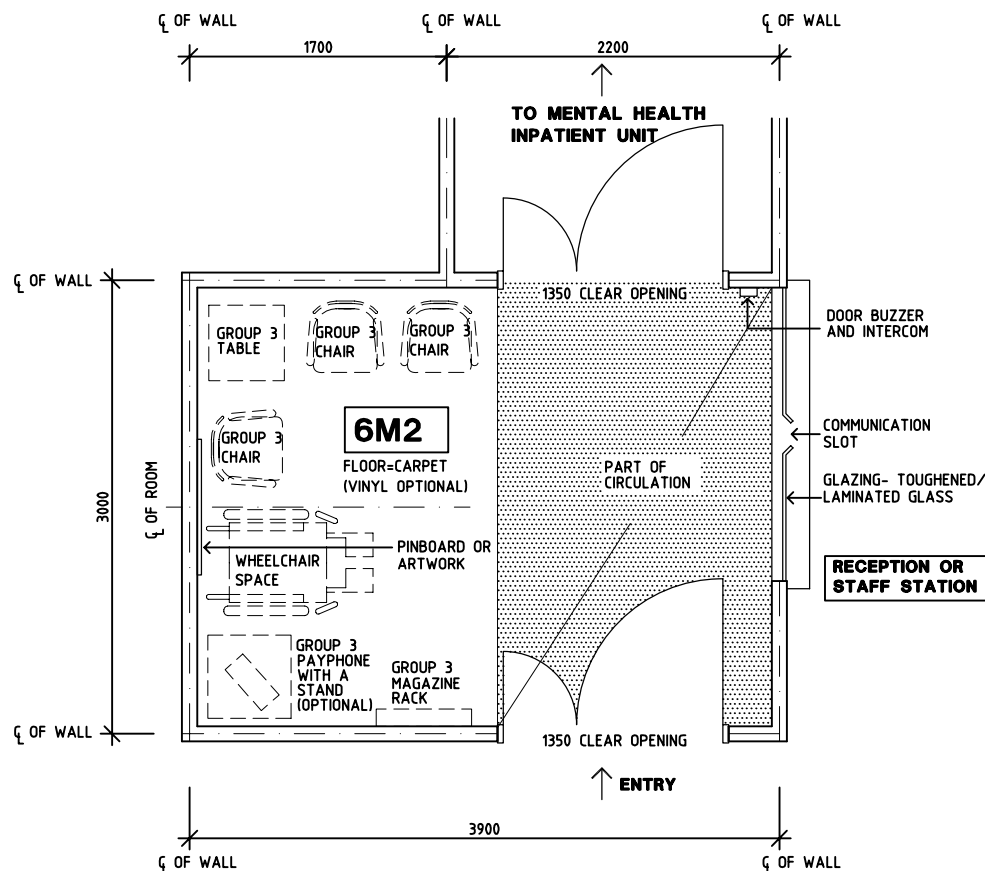 ℄ OF WALL
℄ OF WALL
℄ OF WALL
1700
2200
TO MENTAL HEALTH
INPATIENT UNIT
℄ OF WALL
1350 CLEAR OPENING
DOOR BUZZER
AND INTERCOM
GROUP 3
TABLE
GROUP 3
CHAIR
GROUP 3
CHAIR
GROUP 3
CHAIR
6M2
FLOOR=CARPET
(VINYL OPTIONAL)
COMMUNICATION
SLOT
PART OF
CIRCULATION
GLAZING- TOUGHENED/
LAMINATED GLASS
3000
℄ OF ROOM
PINBOARD OR
ARTWORK
WHEELCHAIR
SPACE
RECEPTION OR
STAFF STATION
GROUP 3
PAYPHONE
WITH A
STAND
(OPTIONAL)
GROUP 3
MAGAZINE
RACK
℄ OF WALL
1350 CLEAR OPENING
ENTRY
3900
℄ OF WALL
℄ OF WALL